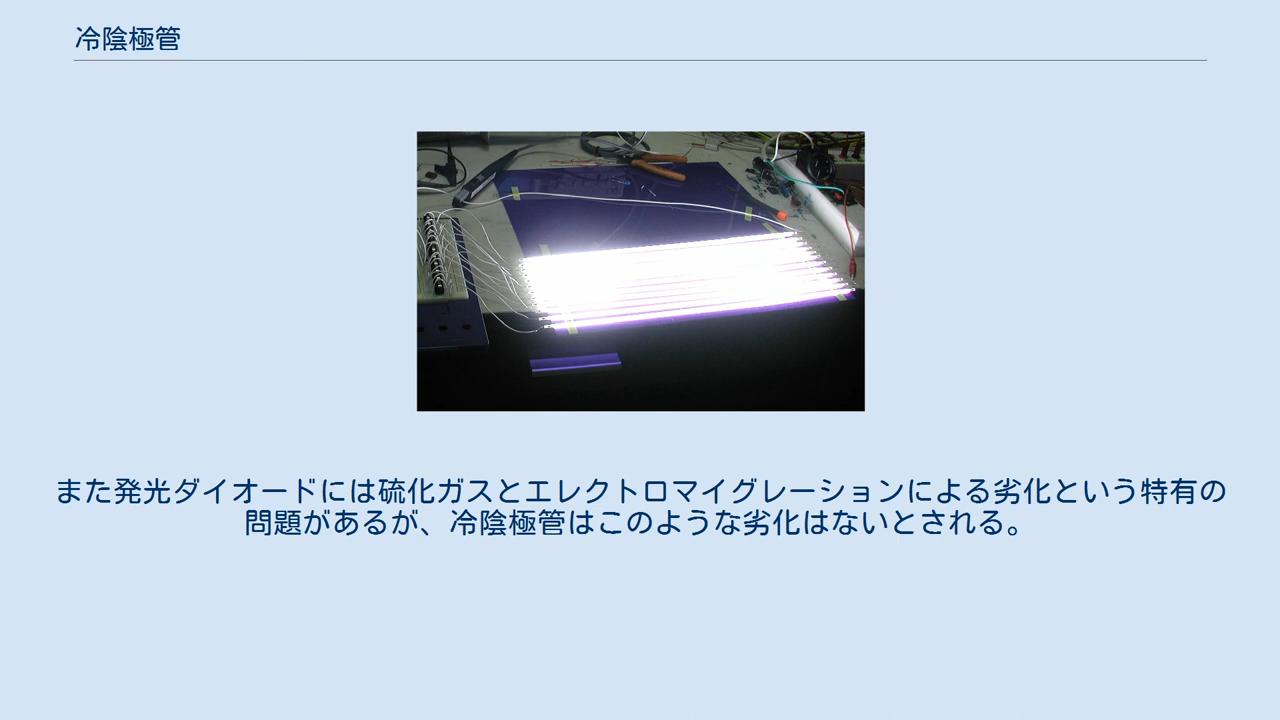 冷陰極管
また発光ダイオードには硫化ガスとエレクトロマイグレーションによる劣化という特有の
問題があるが、冷陰極管はこのような劣化はないとされる。